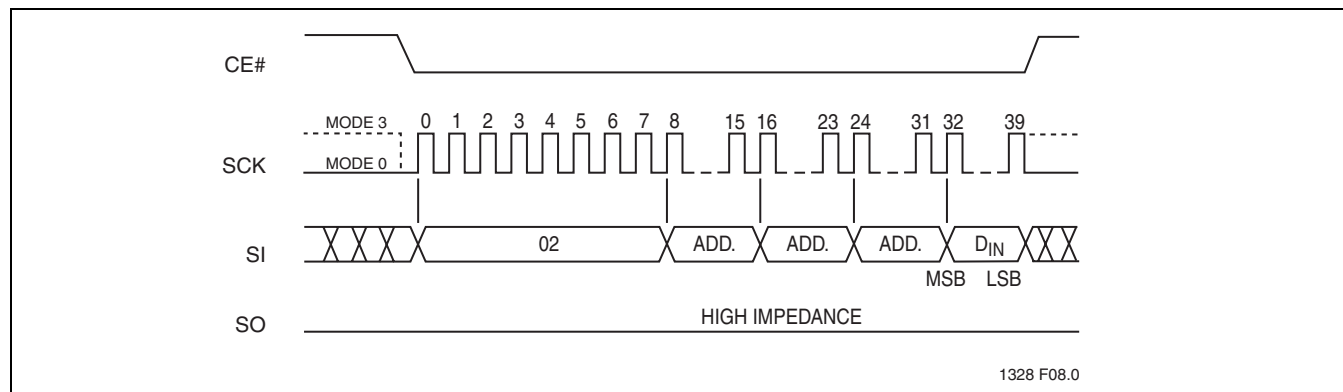 CE#
MODE 3
0 1 2 3 4 5 6 7 8 15 16 23 24 31 32 39
SCK
MODE 0
SI
02 ADD. ADD. ADD. DIN
MSB LSB
SO
HIGH IMPEDANCE
1328 F08.0